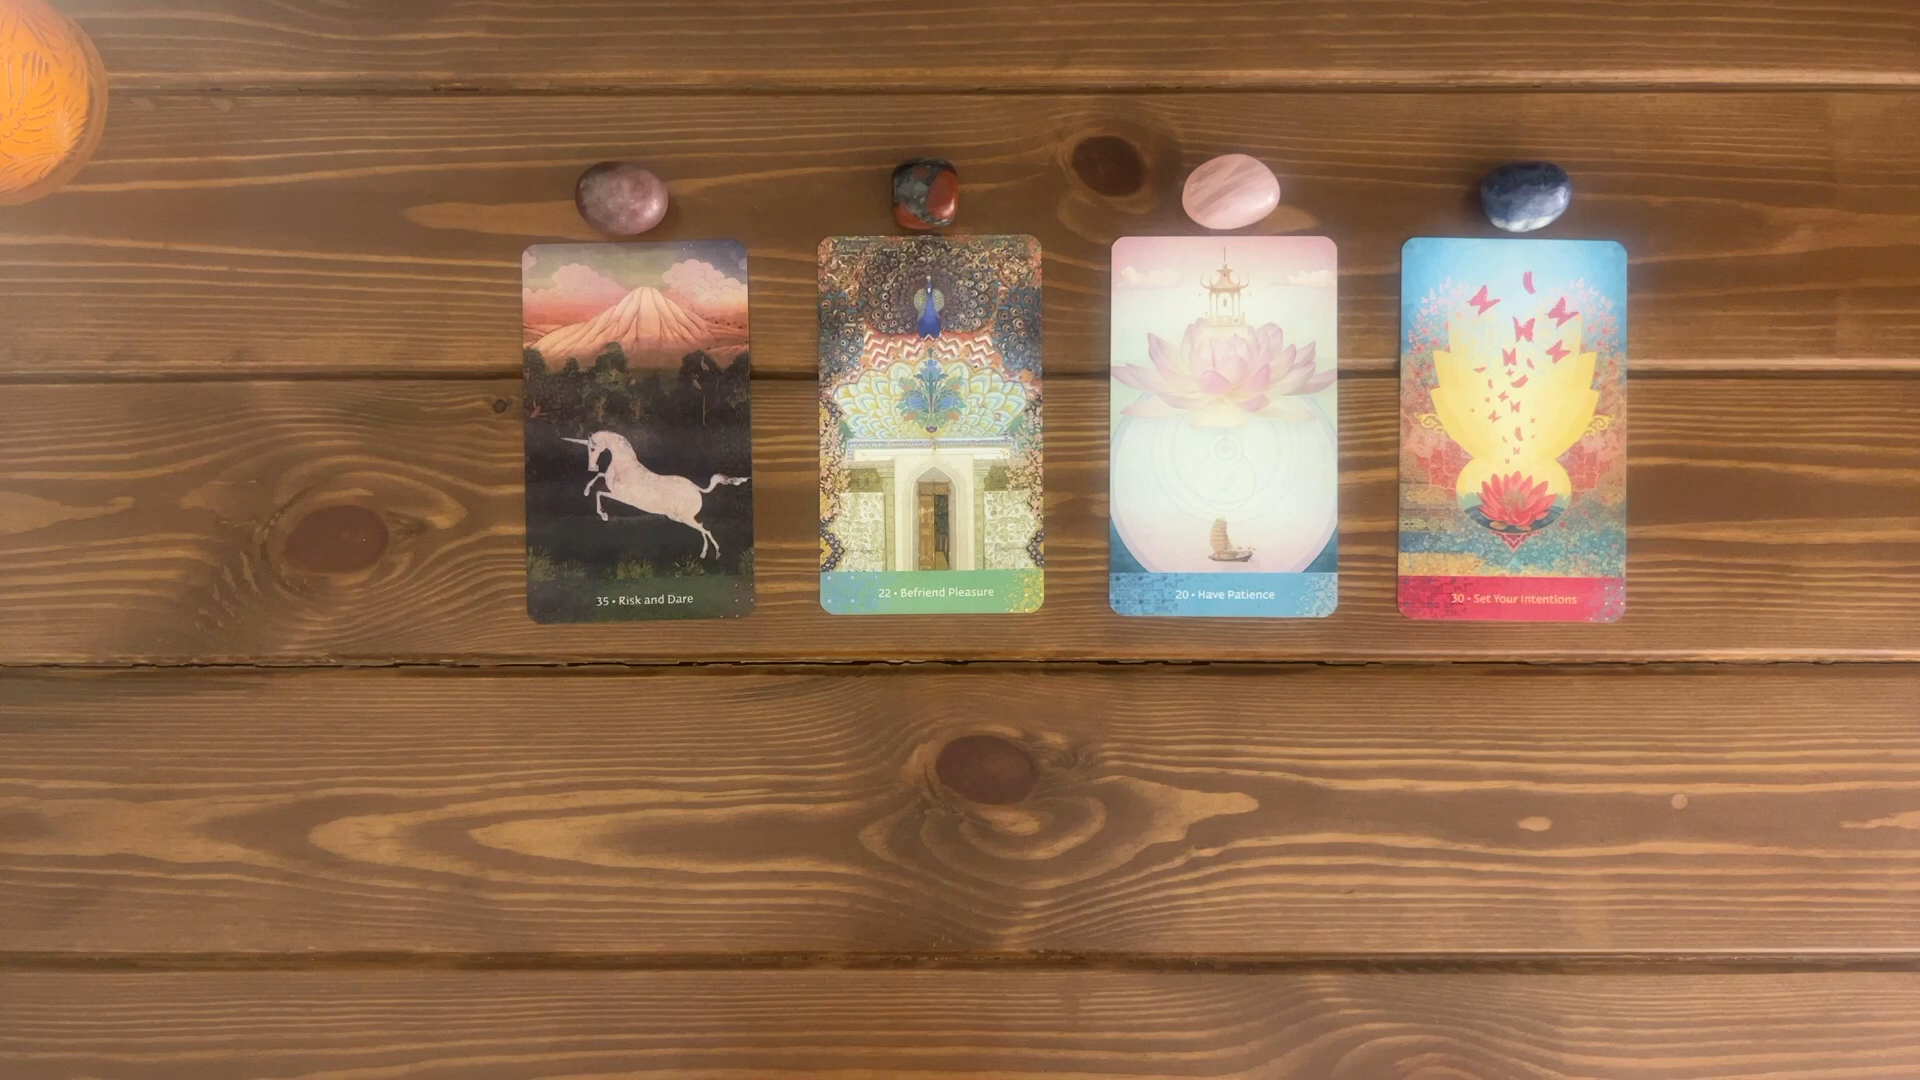 35 • Risk and Dare
22 • Befriend Pleasure
20 • Have Patience
30 • Set Your Intentions